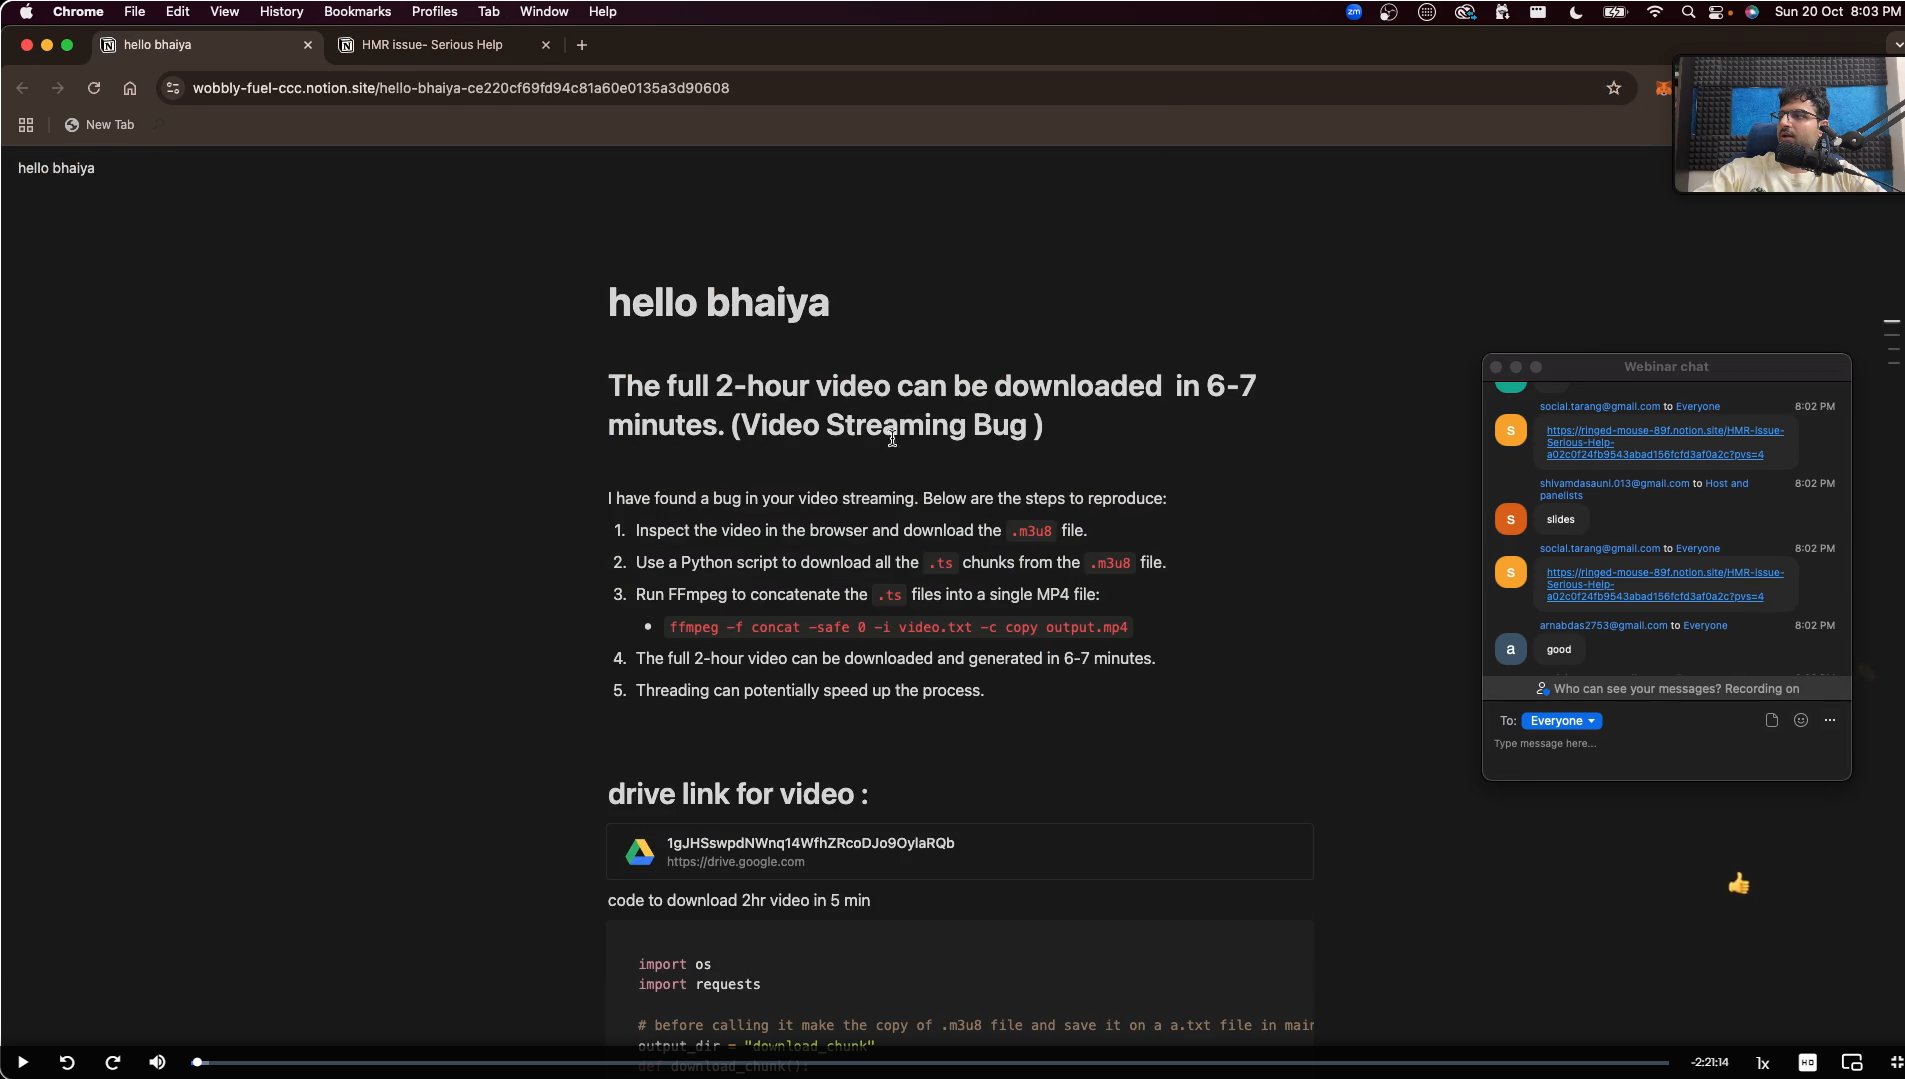 Chrome File Edit View History Bookmarks Profiles Tab Window Help
zm
Sun 20 Oct 8:03 PM
hello bhaiya
HMR issue- Serious Help
wobbly-fuel-ccc.notion.site/hello-bhaiya-ce220cf69fd94c81a60e0135a3d90608
New Tab
hello bhaiya
hello bhaiya
The full 2-hour video can be downloaded in 6-7
minutes. (Video Streaming Bug )
I have found a bug in your video streaming. Below are the steps to reproduce:
1. Inspect the video in the browser and download the .m3u8 file.
2. Use a Python script to download all the .ts chunks from the .m3u8 file.
3. Run FFmpeg to concatenate the .ts files into a single MP4 file:
• ffmpeg -f concat -safe 0 -i video.txt -c copy output.mp4
4. The full 2-hour video can be downloaded and generated in 6-7 minutes.
5. Threading can potentially speed up the process.
drive link for video :
1gJHSswpdNWnq14WfhZRcoDJo9OylaRQb
https://drive.google.com
code to download 2hr video in 5 min
import os
import requests
# before calling it make the copy of .m3u8 file and save it on a a.txt file in mair
output_dir = "download_chunk"
def download_chunk():
Webinar chat
social.tarang@gmail.com to Everyone 8:02 PM
S
https://ringed-mouse-89f.notion.site/HMR-issue-
Serious-Help-
a02c0f24fb9543abad156fcfd3af0a2c?pvs=4
shivamdasauni.013@gmail.com to Host and 8:02 PM
panelists
S
slides
social.tarang@gmail.com to Everyone 8:02 PM
S
https://ringed-mouse-89f.notion.site/HMR-issue-
Serious-Help-
a02c0f24fb9543abad156fcfd3af0a2c?pvs=4
arnabdas2753@gmail.com to Everyone 8:02 PM
a
good
Who can see your messages? Recording on
To: Everyone
Type message here...
-2:21:14
1x
HD